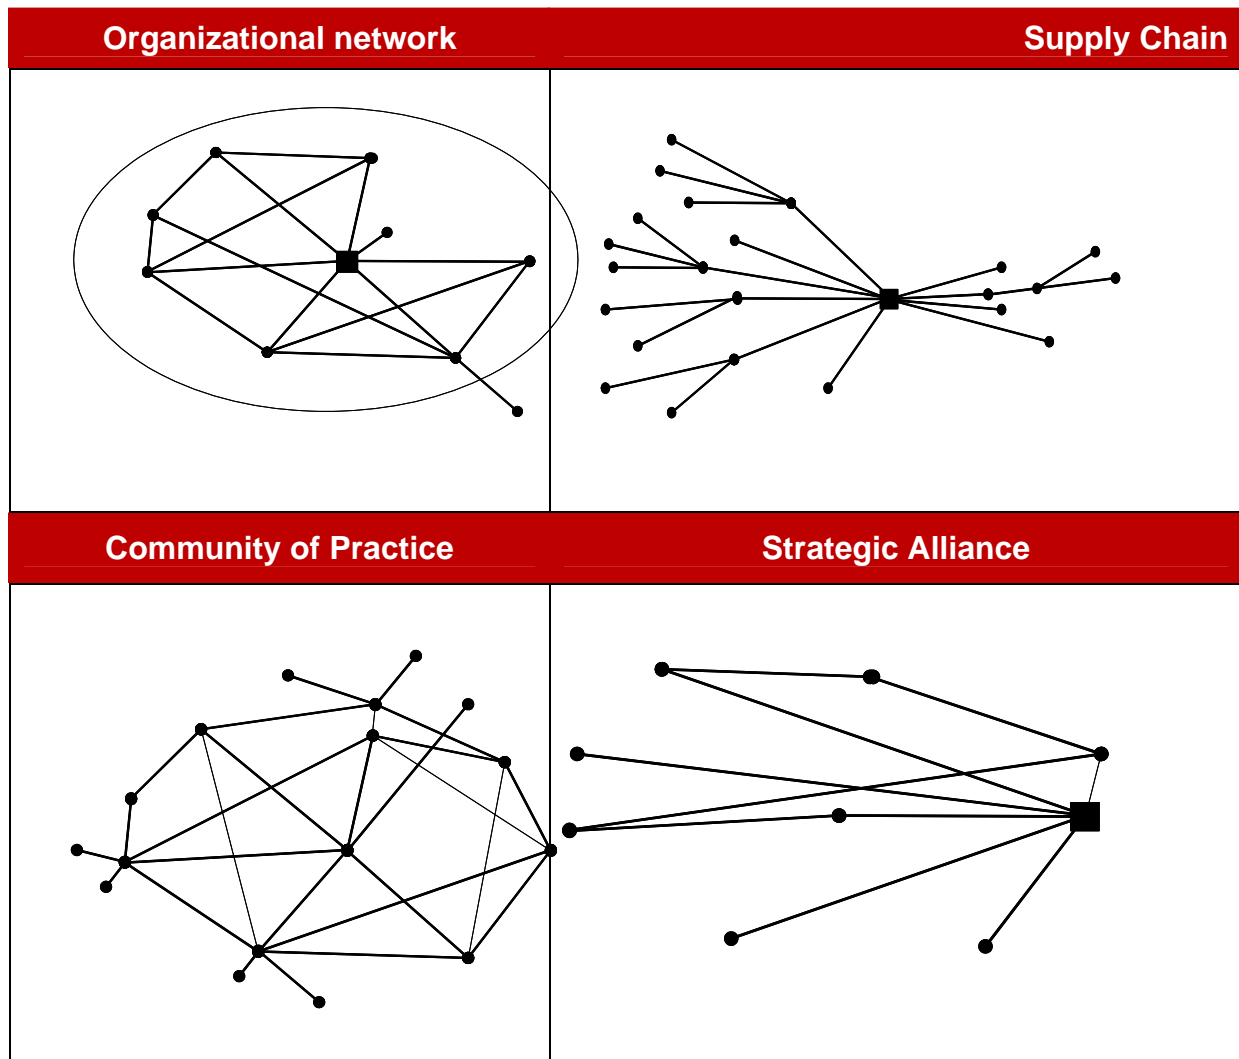 Organizational network
Supply Chain
Community of Practice
Strategic Alliance